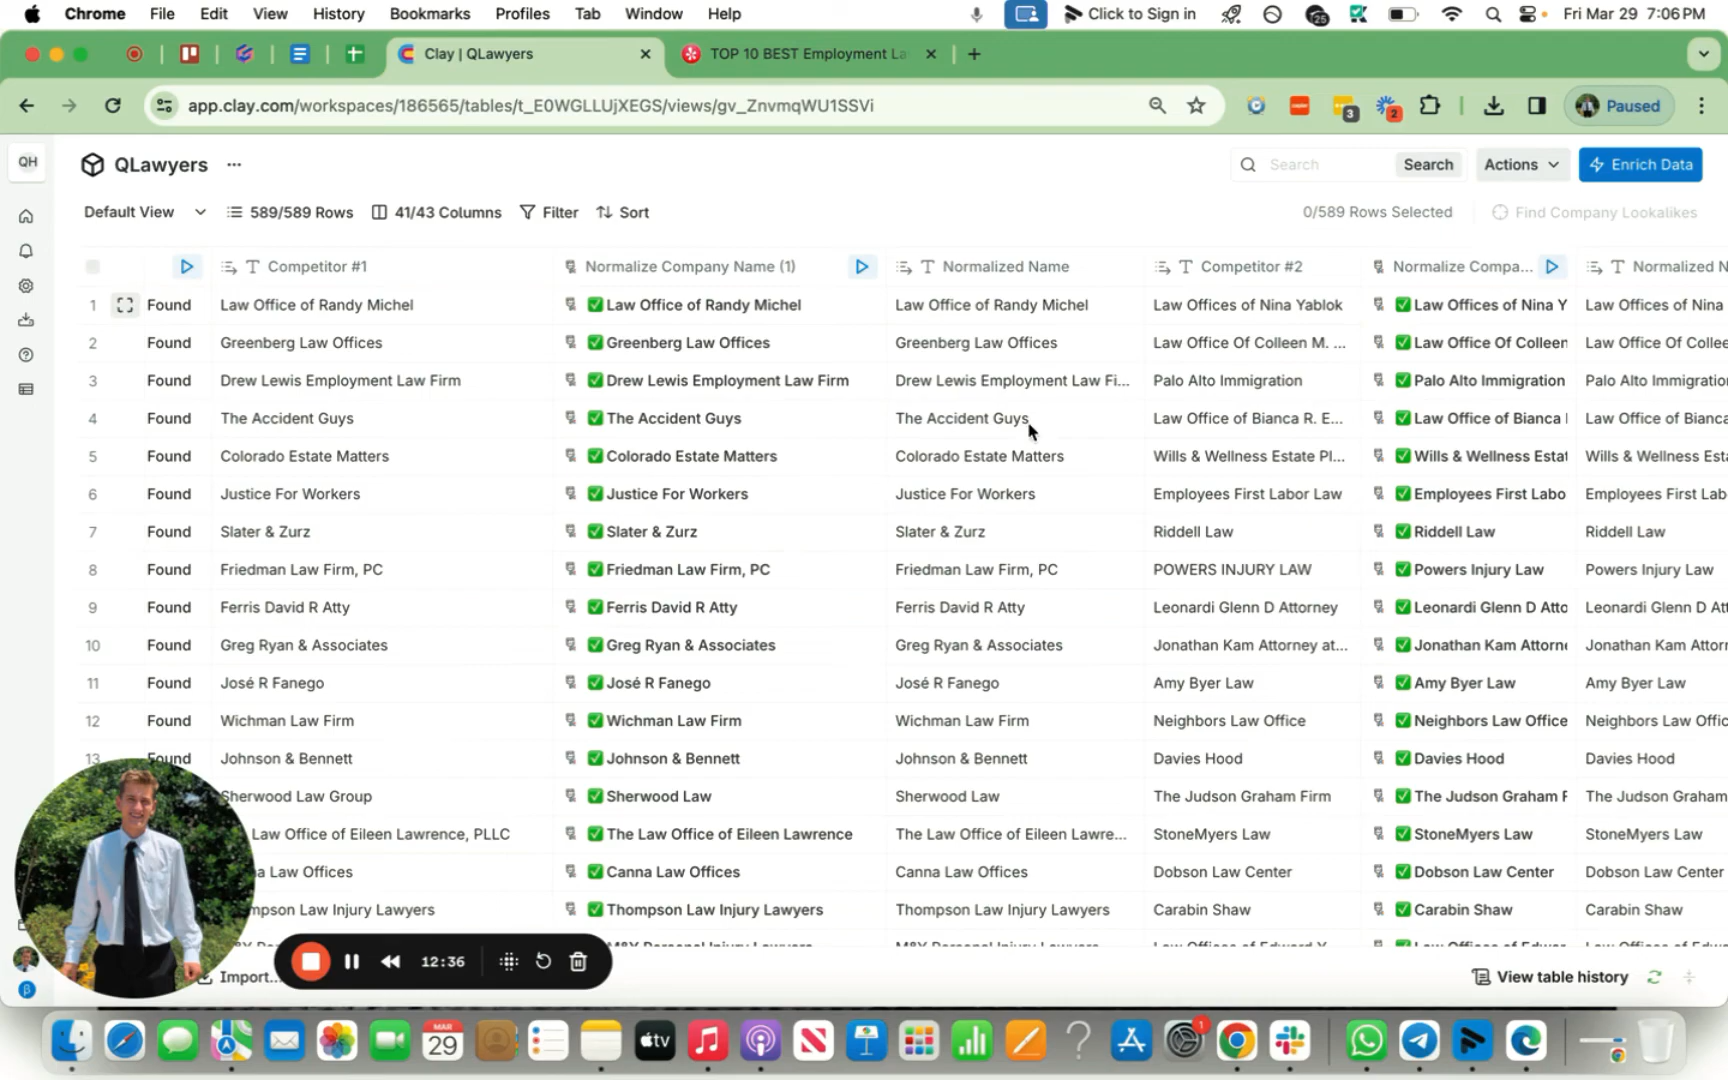 Chrome File Edit View History Bookmarks Profiles Tab Window Help Click to Sign in 25 Fri Mar 29 7:06 PM
Clay | QLawyers TOP 10 BEST Employment La
app.clay.com/workspaces/186565/tables/t_E0WGLLUjXEGS/views/gv_ZnvmqWU1SSVi 3 2 Paused
QH QLawyers ... Search Search Actions Enrich Data
Default View 589/589 Rows 41/43 Columns Filter Sort 0/589 Rows Selected Find Company Lookalikes
Competitor #1 Normalize Company Name (1) Normalized Name Competitor #2 Normalize Compa... Normalized N
1 Found Law Office of Randy Michel Law Office of Randy Michel Law Office of Randy Michel Law Offices of Nina Yablok Law Offices of Nina Y Law Offices of Nina
2 Found Greenberg Law Offices Greenberg Law Offices Greenberg Law Offices Law Office Of Colleen M. ... Law Office Of Colleen Law Office Of Collee
3 Found Drew Lewis Employment Law Firm Drew Lewis Employment Law Firm Drew Lewis Employment Law Fi... Palo Alto Immigration Palo Alto Immigration Palo Alto Immigration
4 Found The Accident Guys The Accident Guys The Accident Guys Law Office of Bianca R. E... Law Office of Bianca Law Office of Bianca
5 Found Colorado Estate Matters Colorado Estate Matters Colorado Estate Matters Wills & Wellness Estate Pl... Wills & Wellness Estat Wills & Wellness Esta
6 Found Justice For Workers Justice For Workers Justice For Workers Employees First Labor Law Employees First Labo Employees First Labo
7 Found Slater & Zurz Slater & Zurz Slater & Zurz Riddell Law Riddell Law Riddell Law
8 Found Friedman Law Firm, PC Friedman Law Firm, PC Friedman Law Firm, PC POWERS INJURY LAW Powers Injury Law Powers Injury Law
9 Found Ferris David R Atty Ferris David R Atty Ferris David R Atty Leonardi Glenn D Attorney Leonardi Glenn D Atto Leonardi Glenn D Att
10 Found Greg Ryan & Associates Greg Ryan & Associates Greg Ryan & Associates Jonathan Kam Attorney at... Jonathan Kam Attorne Jonathan Kam Attorn
11 Found José R Fanego José R Fanego José R Fanego Amy Byer Law Amy Byer Law Amy Byer Law
12 Found Wichman Law Firm Wichman Law Firm Wichman Law Firm Neighbors Law Office Neighbors Law Office Neighbors Law Offic
13 Found Johnson & Bennett Johnson & Bennett Johnson & Bennett Davies Hood Davies Hood Davies Hood
Sherwood Law Group Sherwood Law Sherwood Law The Judson Graham Firm The Judson Graham F The Judson Graham
Law Office of Eileen Lawrence, PLLC The Law Office of Eileen Lawrence The Law Office of Eileen Lawre... StoneMyers Law StoneMyers Law StoneMyers Law
na Law Offices Canna Law Offices Canna Law Offices Dobson Law Center Dobson Law Center Dobson Law Center
mpson Law Injury Lawyers Thompson Law Injury Lawyers Thompson Law Injury Lawyers Carabin Shaw Carabin Shaw Carabin Shaw
12:36
Import... View table history
β
MAR
29 tv 1